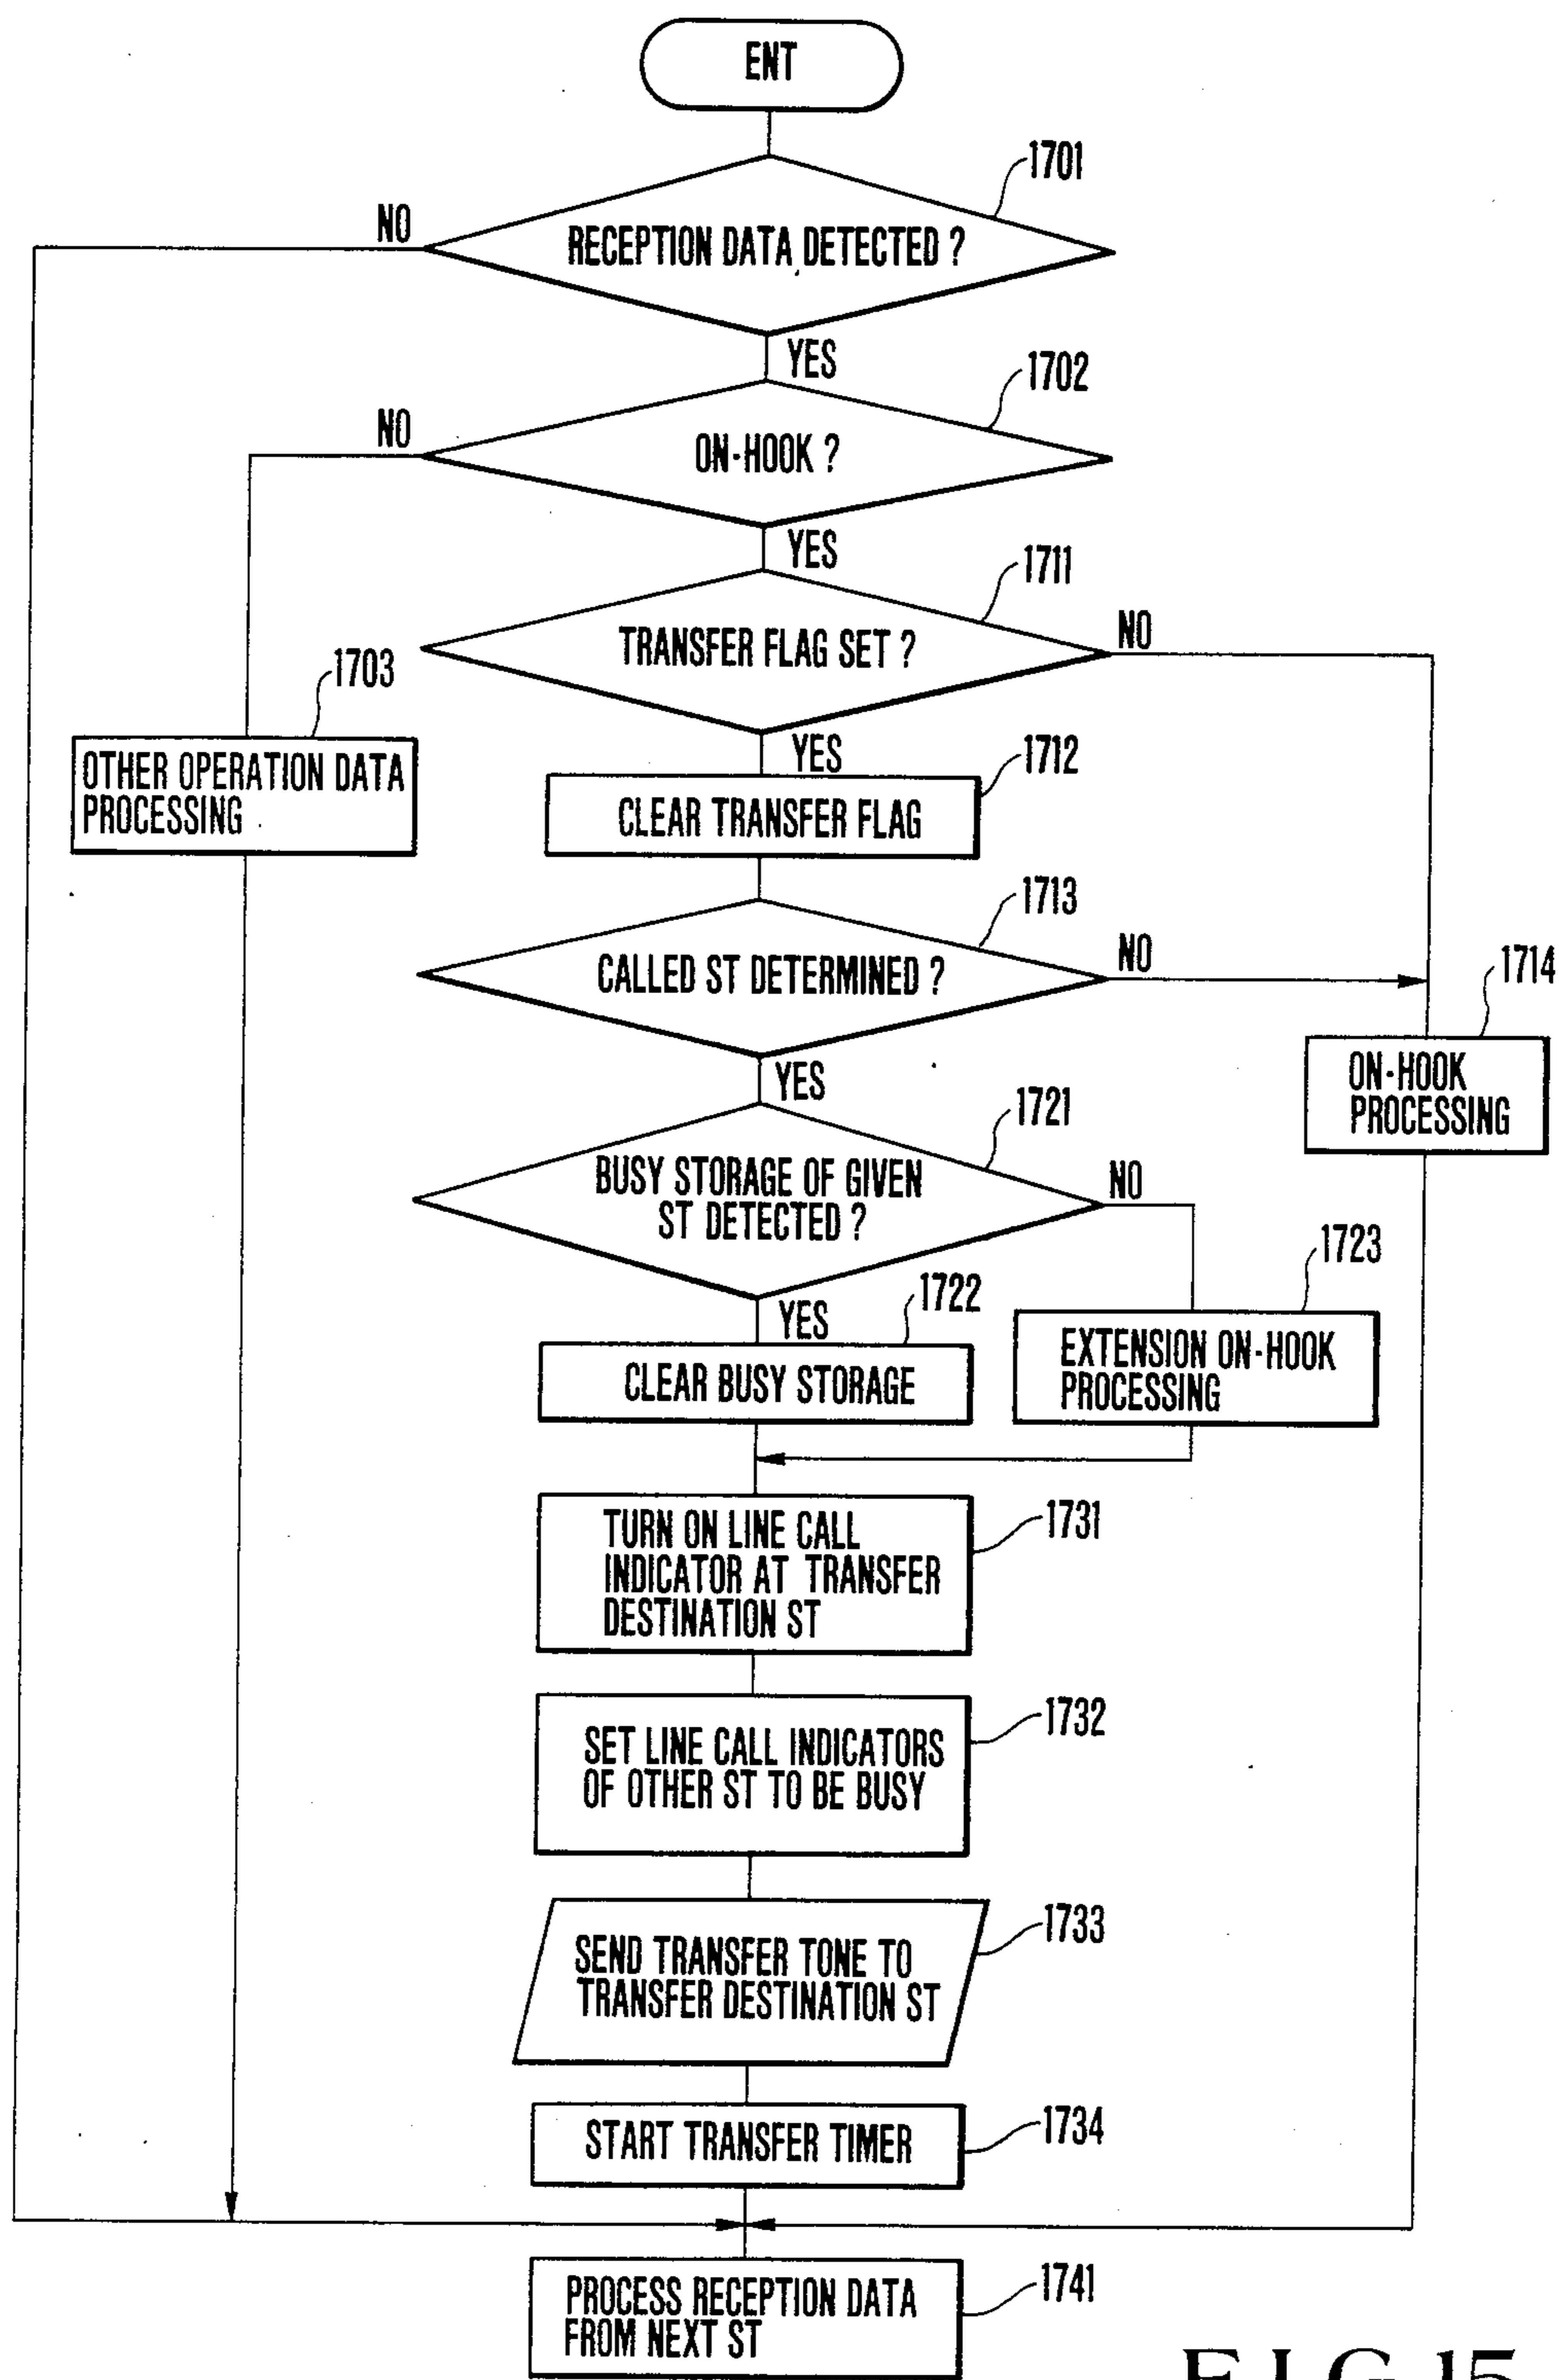 ENT
1701
NO
RECEPTION DATA DETECTED ?
YES
1702
NO
ON-HOOK ?
YES
1711
TRANSFER FLAG SET ?
NO
1703
OTHER OPERATION DATA
PROCESSING
YES
1712
CLEAR TRANSFER FLAG
1713
CALLED ST DETERMINED ?
NO
1714
ON-HOOK
PROCESSING
YES
1721
BUSY STORAGE OF GIVEN
ST DETECTED ?
NO
1723
EXTENSION ON-HOOK
PROCESSING
YES
1722
CLEAR BUSY STORAGE
1731
TURN ON LINE CALL
INDICATOR AT TRANSFER
DESTINATION ST
1732
SET LINE CALL INDICATORS
OF OTHER ST TO BE BUSY
1733
SEND TRANSFER TONE TO
TRANSFER DESTINATION ST
1734
START TRANSFER TIMER
1741
PROCESS RECEPTION DATA
FROM NEXT ST
FIG.15